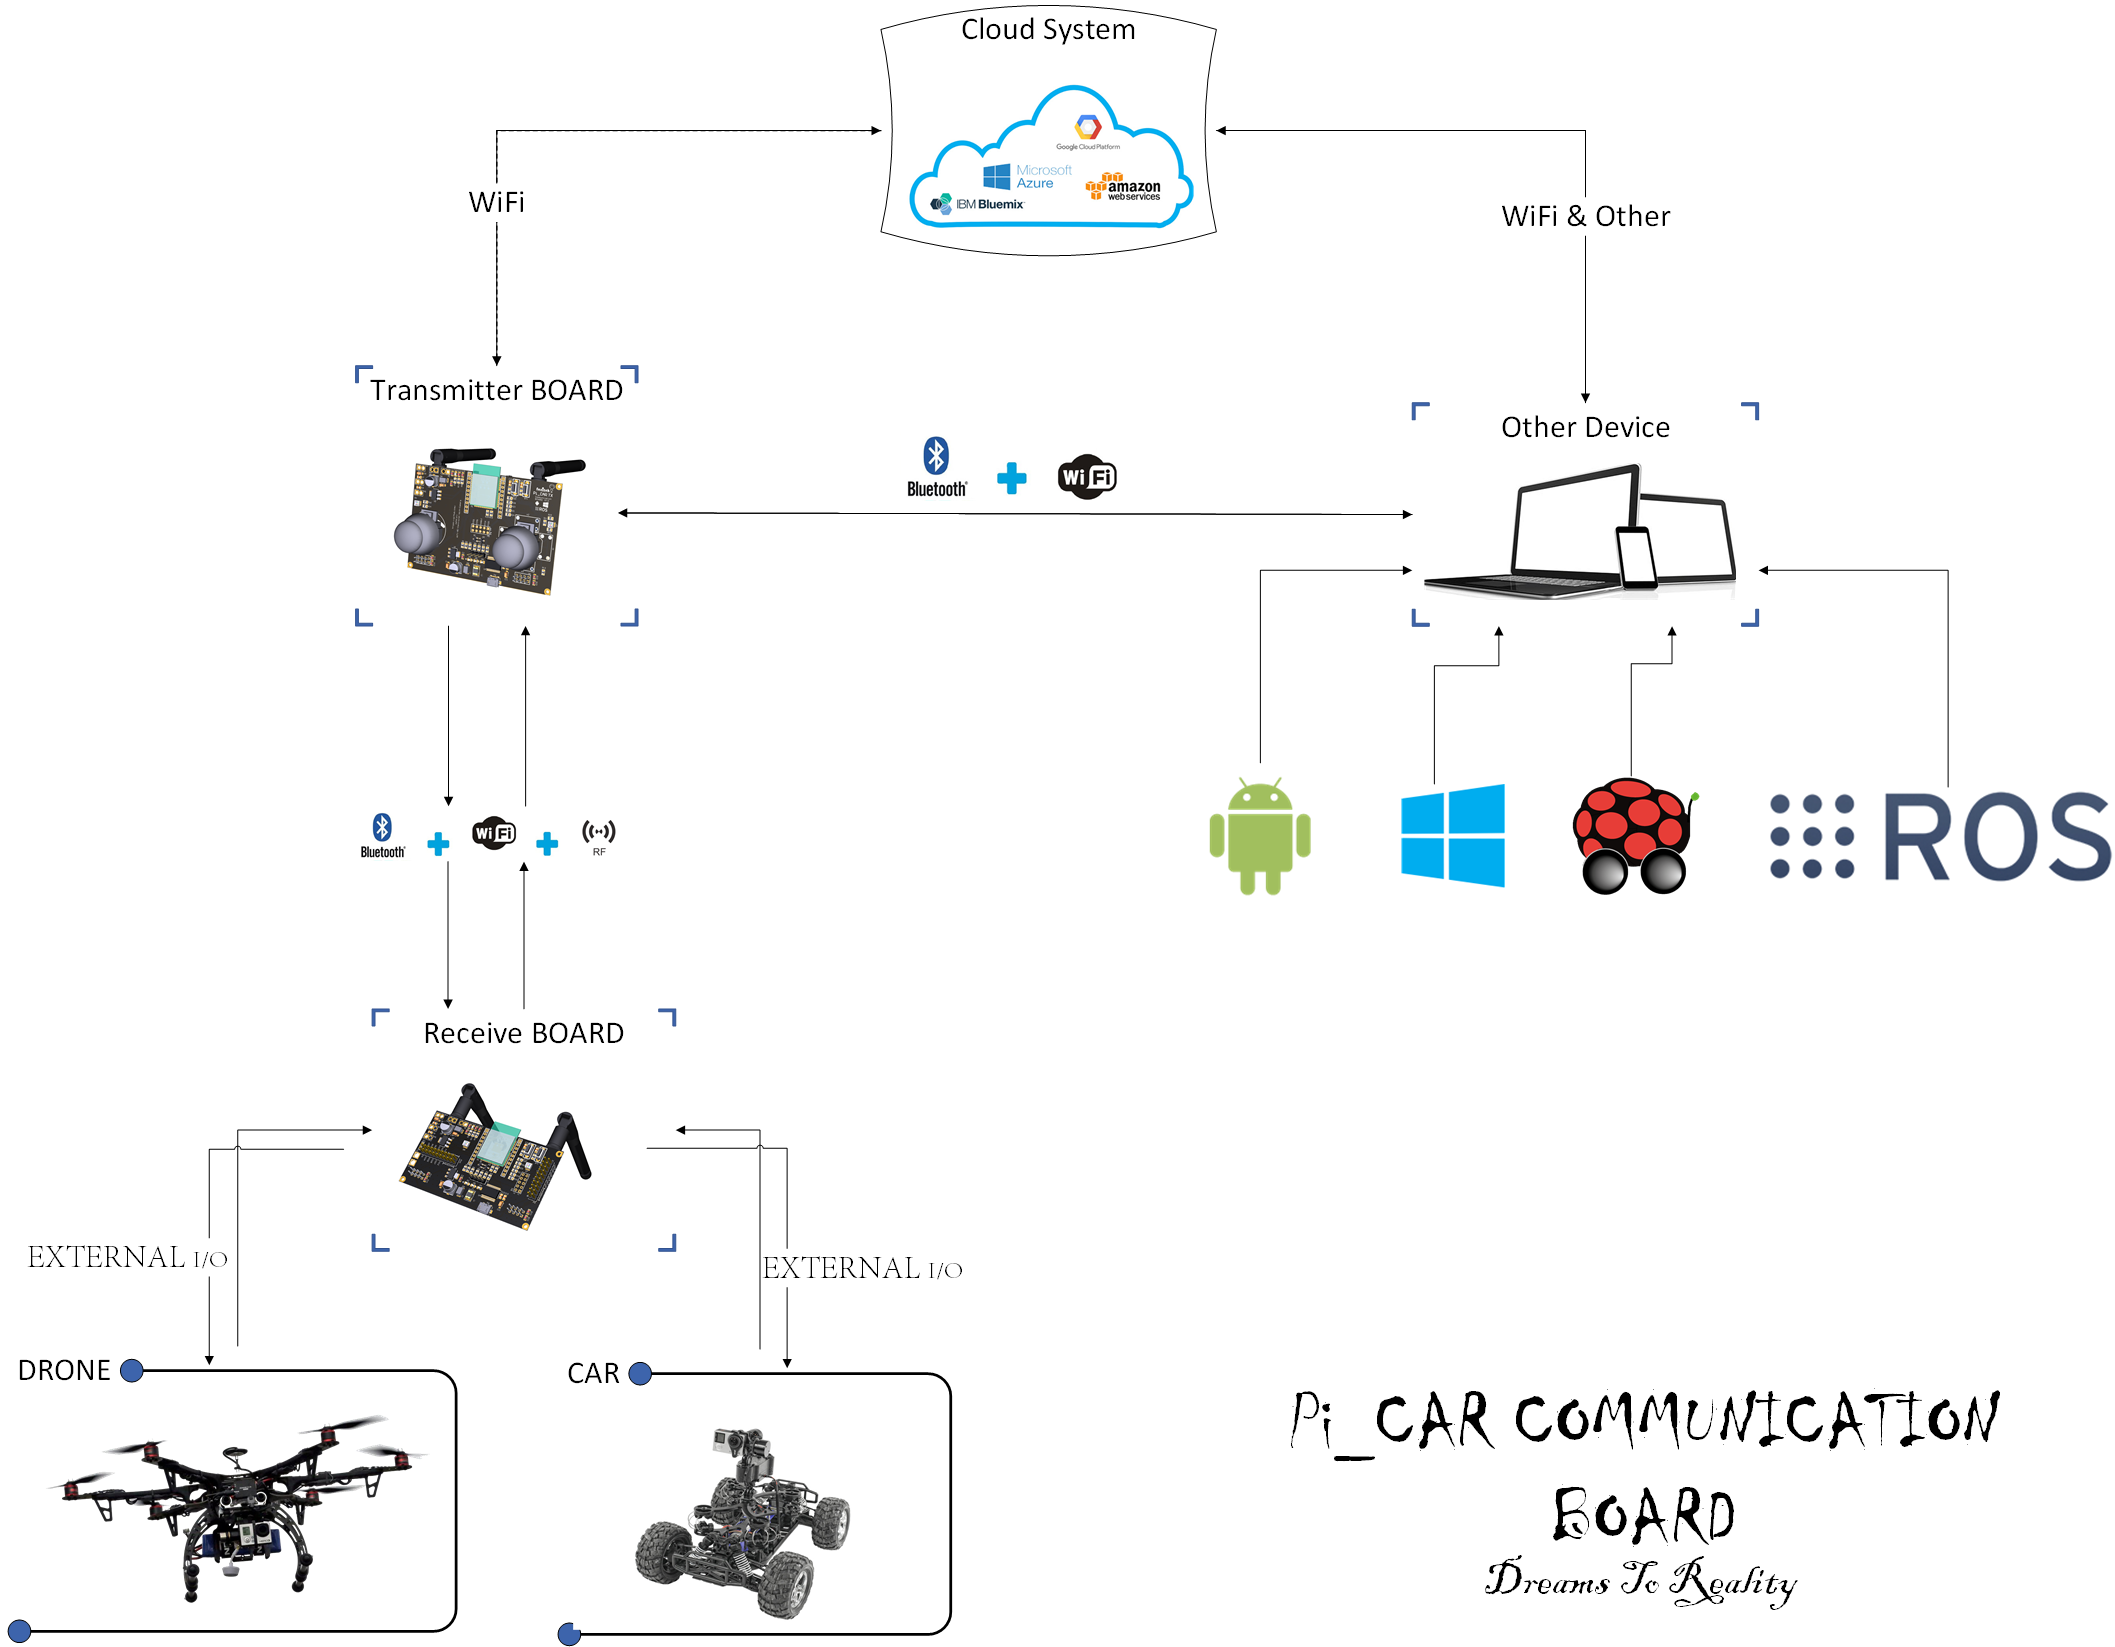 Cloud System
Google Cloud Platform
Microsoft
Azure
amazon
web services
IBM Bluemix
WiFi
WiFi & Other
Transmitter BOARD
Other Device
Bluetooth
Wi Fi
Bluetooth
Wi Fi
RF
ROS
Receive BOARD
EXTERNAL I/O
EXTERNAL I/O
DRONE
CAR
Pi_CAR COMMUNICATION
BOARD
Dreams To Reality